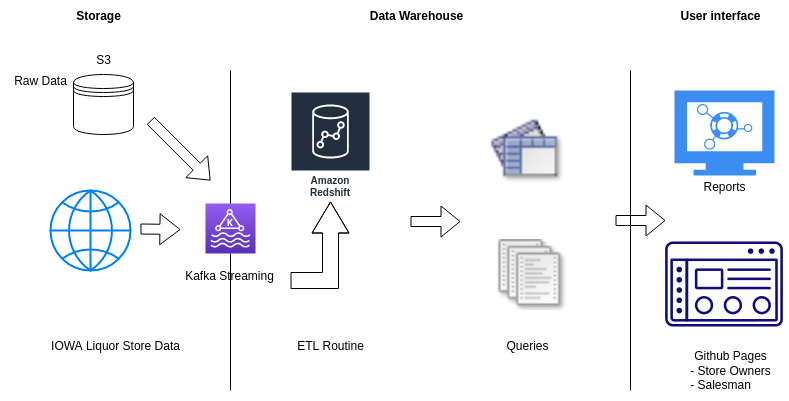 Storage
Data Warehouse
User interface
S3
Raw Data
Amazon
Redshift
K
Reports
Kafka Streaming
IOWA Liquor Store Data
ETL Routine
Queries
Github Pages
- Store Owners
- Salesman